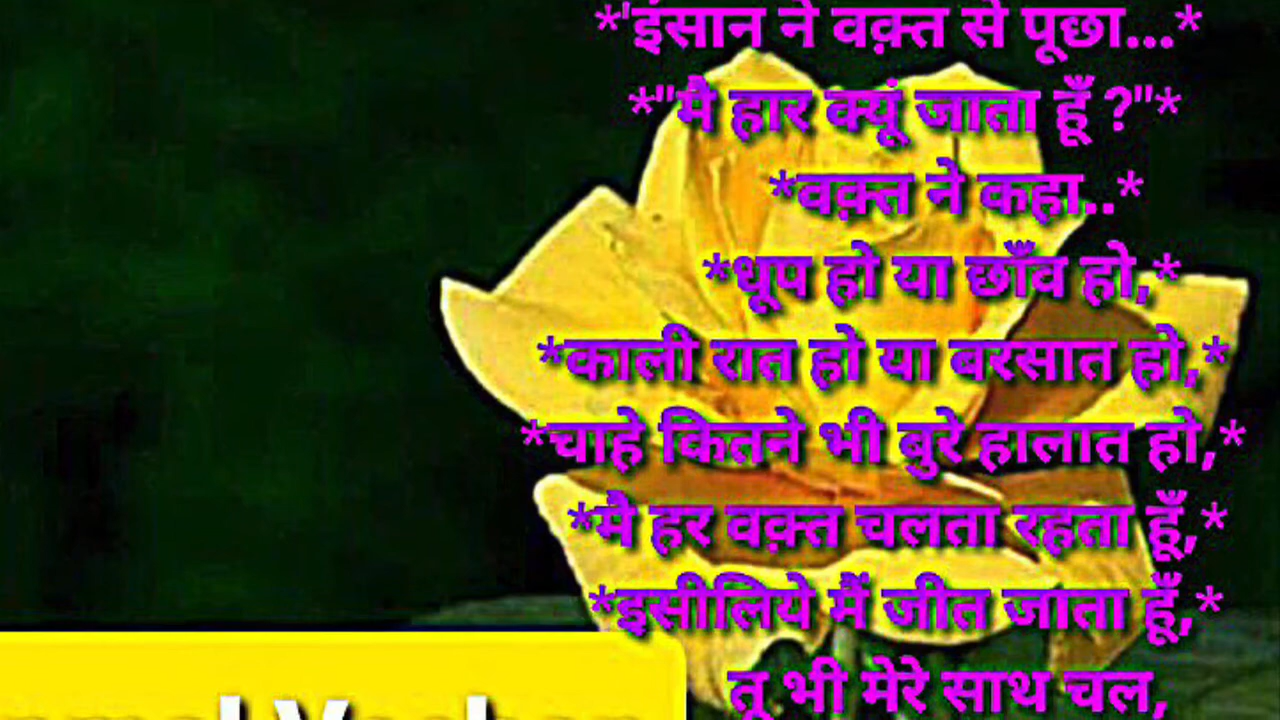 *'इंसान ने वक़्त से पूछा...*
*"मै हार क्यूं जाता हूँ ?"*
*वक़्त ने कहा..*
*धूप हो या छाँव हो,*
*काली रात हो या बरसात हो,*
*चाहे कितने भी बुरे हालात हो,*
*मै हर वक़्त चलता रहता हूँ,*
*इसीलिये मैं जीत जाता हूँ,*
तू भी मेरे साथ चल,